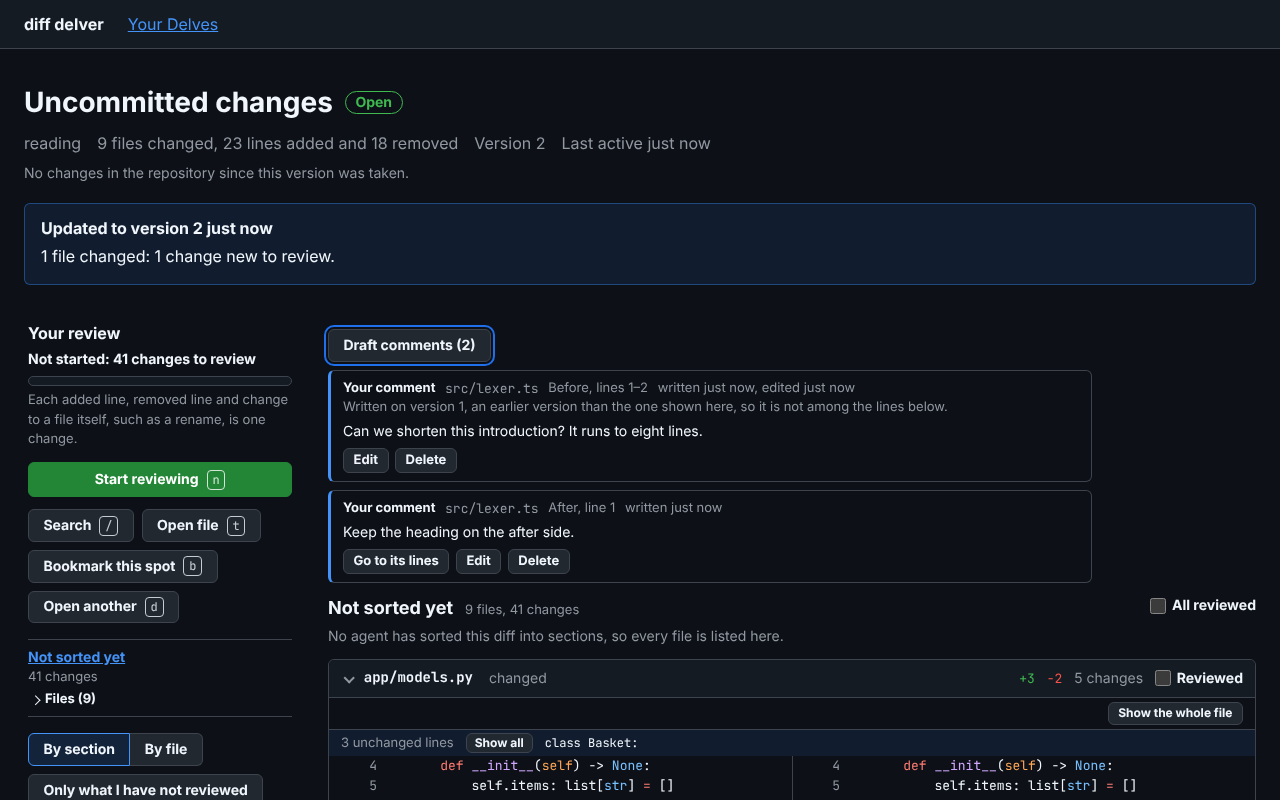 diff delver Your Delves
Uncommitted changes Open
reading 9 files changed, 23 lines added and 18 removed Version 2 Last active just now
No changes in the repository since this version was taken.
Updated to version 2 just now
1 file changed: 1 change new to review.
Your review
Not started: 41 changes to review
Each added line, removed line and change
to a file itself, such as a rename, is one
change.
Start reviewing n
Search / Open file t
Bookmark this spot b
Open another d
Not sorted yet
41 changes
Files (9)
By section By file
Only what I have not reviewed
Draft comments (2)
Your comment src/lexer.ts Before, lines 1–2 written just now, edited just now
Written on version 1, an earlier version than the one shown here, so it is not among the lines below.
Can we shorten this introduction? It runs to eight lines.
Edit Delete
Your comment src/lexer.ts After, line 1 written just now
Keep the heading on the after side.
Go to its lines Edit Delete
Not sorted yet 9 files, 41 changes All reviewed
No agent has sorted this diff into sections, so every file is listed here.
app/models.py changed +3 -2 5 changes Reviewed
Show the whole file
3 unchanged lines Show all class Basket:
4 def __init__(self) -> None: 4 def __init__(self) -> None:
5 self.items: list[str] = [] 5 self.items: list[str] = []